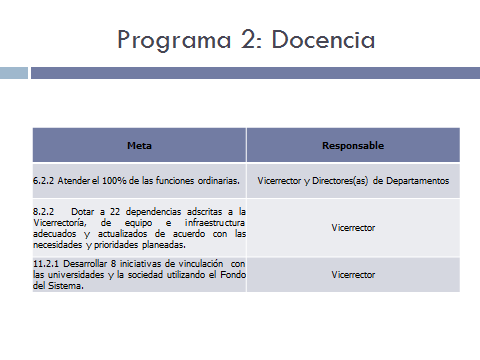 Programa 2: Docencia
Meta
Responsable
6.2.2 Atender el 100% de las funciones ordinarias.
Vicerrector y Directores(as) de Departamentos
8.2.2 Dotar a 22 dependencias adscritas a la
Vicerrectoría, de equipo e infraestructura
adecuados y actualizados de acuerdo con las
necesidades y prioridades planeadas.
Vicerrector
11.2.1 Desarrollar 8 iniciativas de vinculación con
las universidades y la sociedad utilizando el Fondo
del Sistema.
Vicerrector